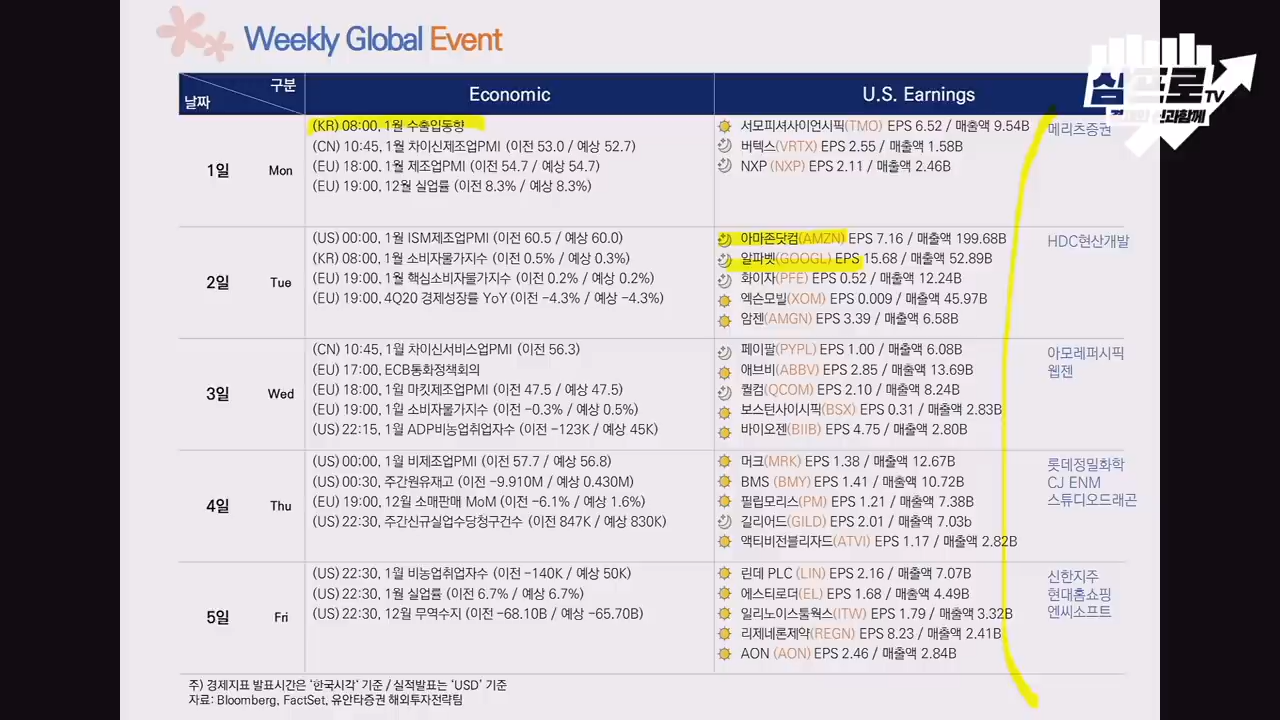 Weekly Global Event
삼프로TV
구분
날짜
Economic
U.S. Earnings
1일 Mon
(KR) 08:00, 1월 수출입동향
(CN) 10:45, 1월 차이신제조업PMI (이전 53.0 / 예상 52.7)
(EU) 18:00, 1월 제조업PMI (이전 54.7 / 예상 54.7)
(EU) 19:00, 12월 실업률 (이전 8.3% / 예상 8.3%)
서모피셔사이언시픽(TMO) EPS 6.52 / 매출액 9.54B
버텍스(VRTX) EPS 2.55 / 매출액 1.58B
NXP (NXP) EPS 2.11 / 매출액 2.46B
메리츠증권
2일 Tue
(US) 00:00, 1월 ISM제조업PMI (이전 60.5 / 예상 60.0)
(KR) 08:00, 1월 소비자물가지수 (이전 0.5% / 예상 0.3%)
(EU) 19:00, 1월 핵심소비자물가지수 (이전 0.2% / 예상 0.2%)
(EU) 19:00, 4Q20 경제성장률 YoY (이전 -4.3% / 예상 -4.3%)
아마존닷컴(AMZN) EPS 7.16 / 매출액 199.68B
알파벳(GOOGL) EPS 15.68 / 매출액 52.89B
화이자(PFE) EPS 0.52 / 매출액 12.24B
엑슨모빌(XOM) EPS 0.009 / 매출액 45.97B
암젠(AMGN) EPS 3.39 / 매출액 6.58B
HDC현산개발
3일 Wed
(CN) 10:45, 1월 차이신서비스업PMI (이전 56.3)
(EU) 17:00, ECB통화정책회의
(EU) 18:00, 1월 마킷제조업PMI (이전 47.5 / 예상 47.5)
(EU) 19:00, 1월 소비자물가지수 (이전 -0.3% / 예상 0.5%)
(US) 22:15, 1월 ADP비농업취업자수 (이전 -123K / 예상 45K)
페이팔(PYPL) EPS 1.00 / 매출액 6.08B
애브비(ABBV) EPS 2.85 / 매출액 13.69B
퀄컴(QCOM) EPS 2.10 / 매출액 8.24B
보스턴사이시픽(BSX) EPS 0.31 / 매출액 2.83B
바이오젠(BIIB) EPS 4.75 / 매출액 2.80B
아모레퍼시픽
웹젠
4일 Thu
(US) 00:00, 1월 비제조업PMI (이전 57.7 / 예상 56.8)
(US) 00:30, 주간원유재고 (이전 -9.910M / 예상 0.430M)
(EU) 19:00, 12월 소매판매 MoM (이전 -6.1% / 예상 1.6%)
(US) 22:30, 주간신규실업수당청구건수 (이전 847K / 예상 830K)
머크(MRK) EPS 1.38 / 매출액 12.67B
BMS (BMY) EPS 1.41 / 매출액 10.72B
필립모리스(PM) EPS 1.21 / 매출액 7.38B
길리어드(GILD) EPS 2.01 / 매출액 7.03b
액티비전블리자드(ATVI) EPS 1.17 / 매출액 2.82B
롯데정밀화학
CJ ENM
스튜디오드래곤
5일 Fri
(US) 22:30, 1월 비농업취업자수 (이전 -140K / 예상 50K)
(US) 22:30, 1월 실업률 (이전 6.7% / 예상 6.7%)
(US) 22:30, 12월 무역수지 (이전 -68.10B / 예상 -65.70B)
린데 PLC (LIN) EPS 2.16 / 매출액 7.07B
에스티로더(EL) EPS 1.68 / 매출액 4.49B
일리노이스툴웍스(ITW) EPS 1.79 / 매출액 3.32B
리제네론제약(REGN) EPS 8.23 / 매출액 2.41B
AON (AON) EPS 2.46 / 매출액 2.84B
신한지주
현대홈쇼핑
엔씨소프트
주) 경제지표 발표시간은 '한국시각' 기준 / 실적발표는 'USD' 기준
자료: Bloomberg, FactSet, 유안타증권 해외투자전략팀